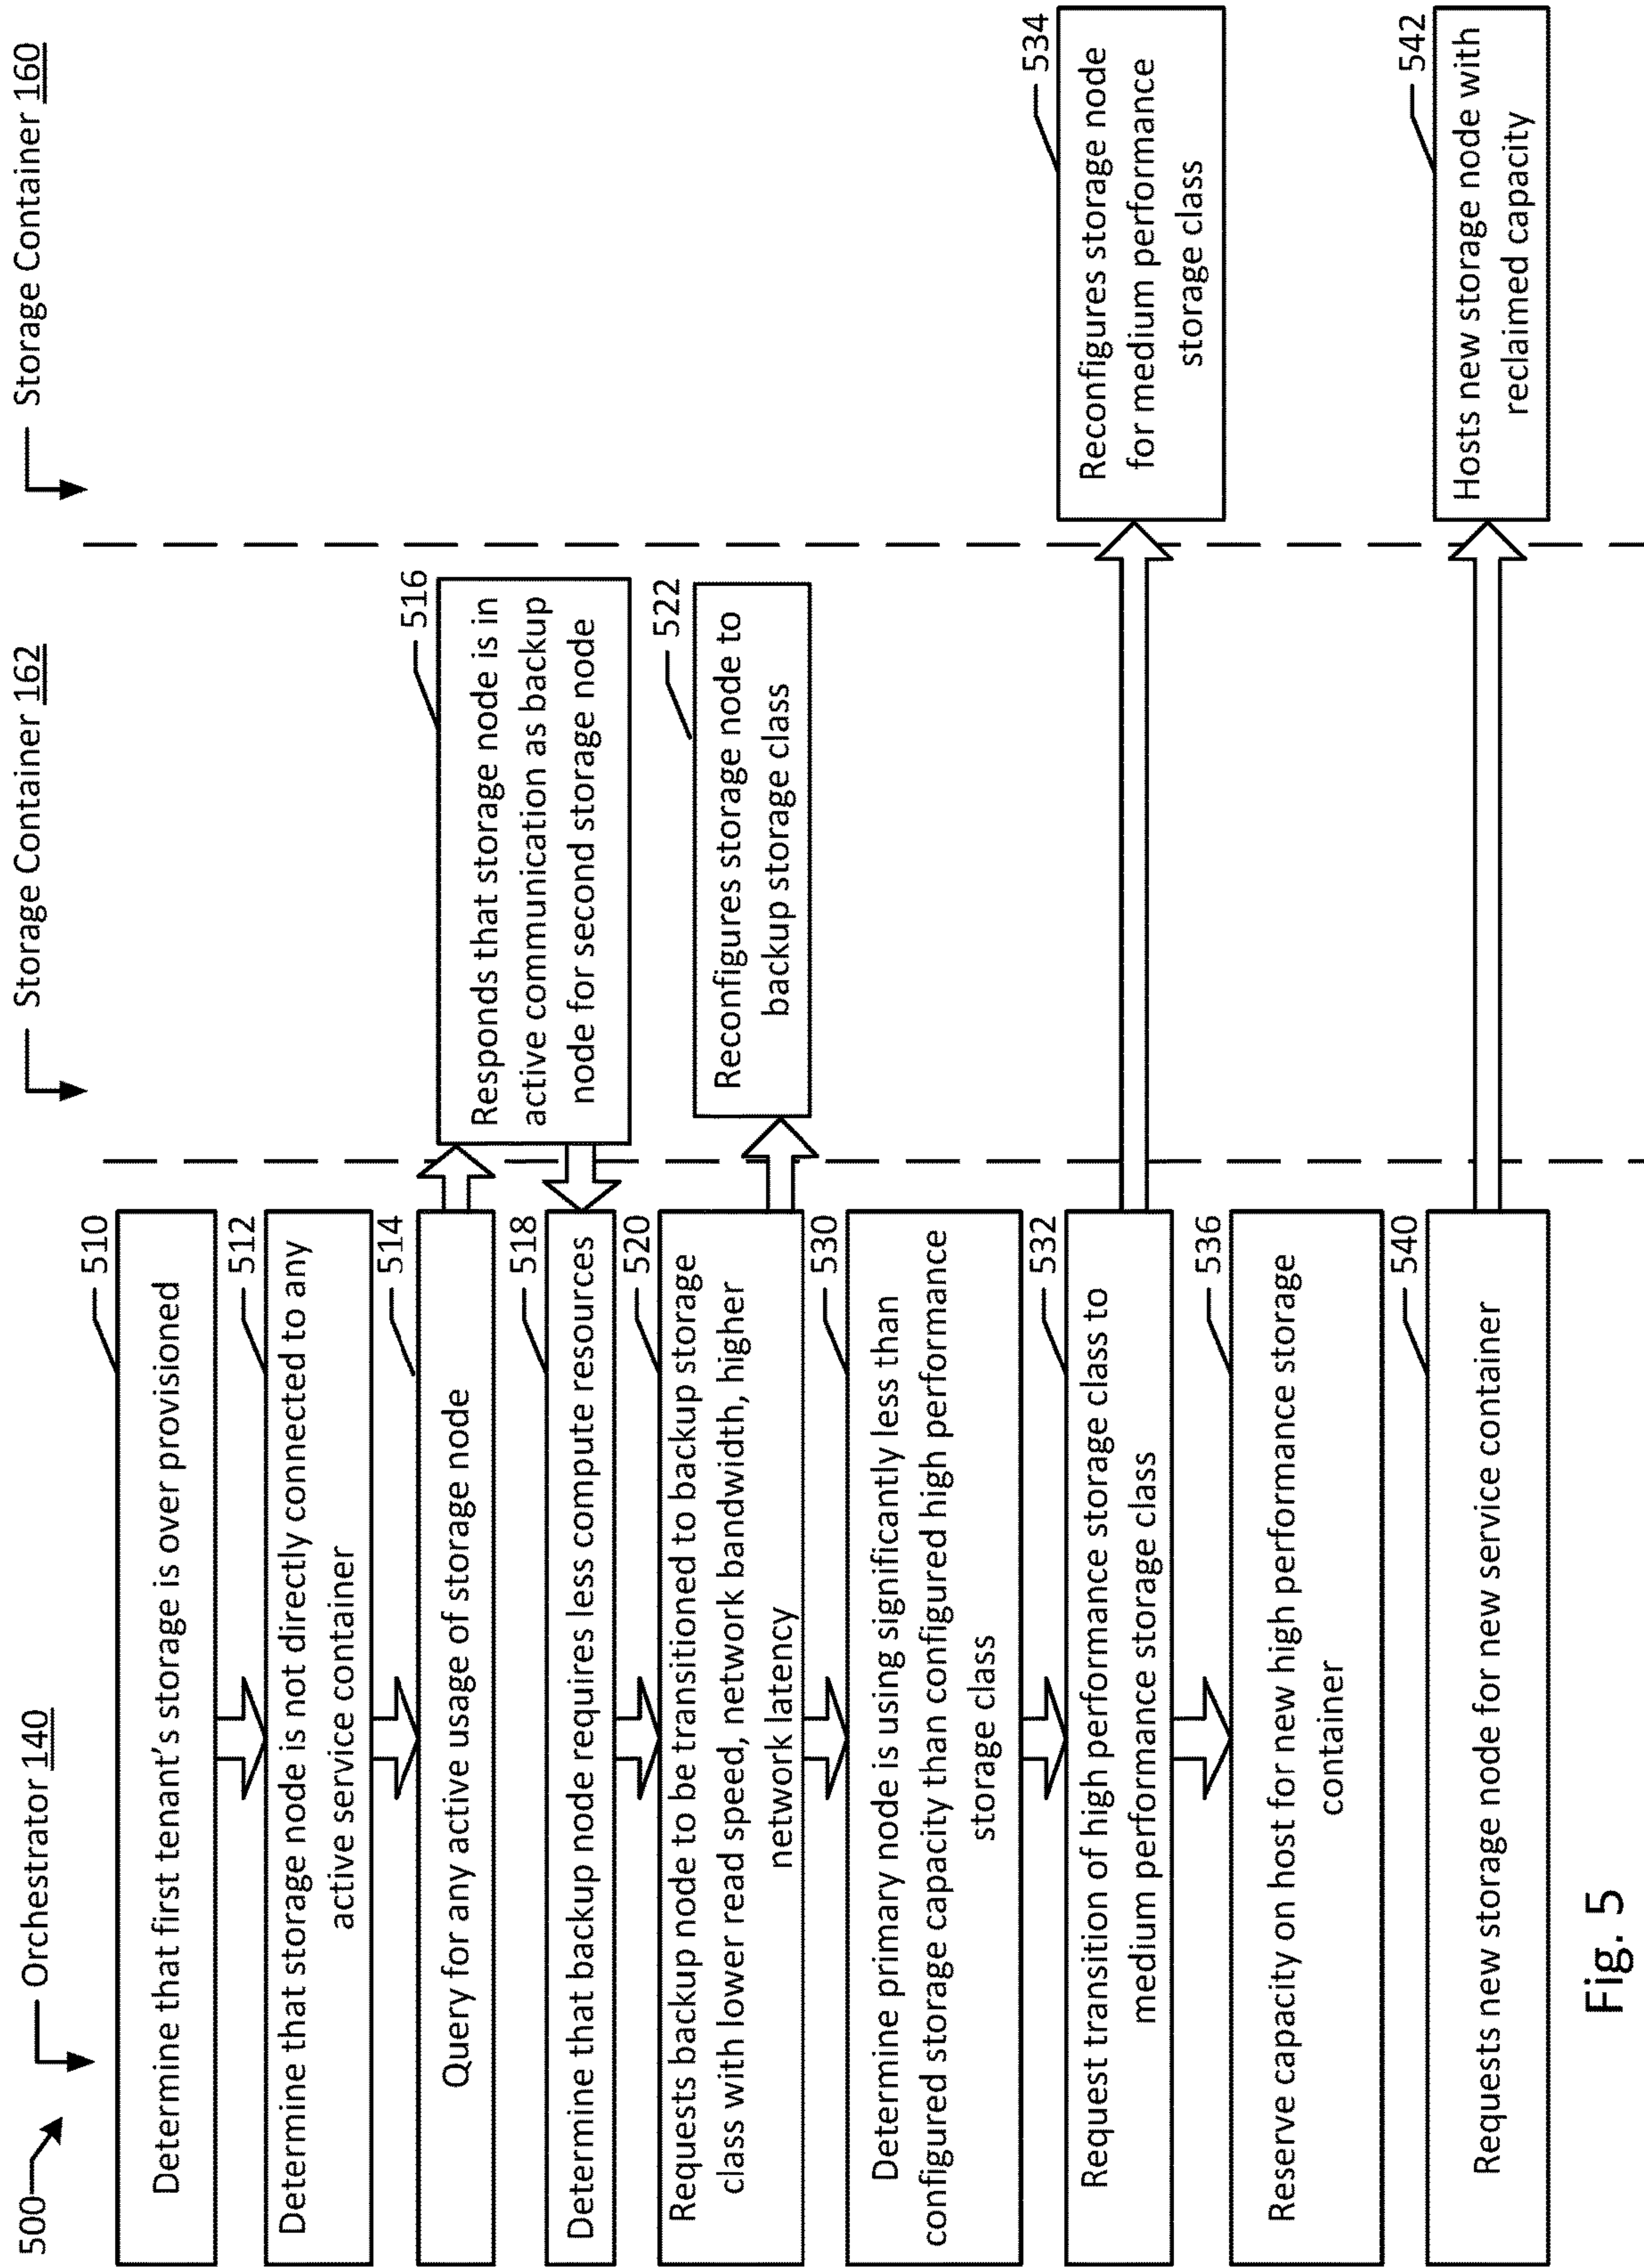 500
Orchestrator 140
Storage Container 162
Storage Container 160
510
Determine that first tenant's storage is over provisioned
512
Determine that storage node is not directly connected to any
active service container
514
Query for any active usage of storage node
516
Responds that storage node is in
active communication as backup
node for second storage node
518
Determine that backup node requires less compute resources
520
Requests backup node to be transitioned to backup storage
class with lower read speed, network bandwidth, higher
network latency
522
Reconfigures storage node to
backup storage class
530
Determine primary node is using significantly less than
configured storage capacity than configured high performance
storage class
532
Request transition of high performance storage class to
medium performance storage class
534
Reconfigures storage node
for medium performance
storage class
536
Reserve capacity on host for new high performance storage
container
540
Requests new storage node for new service container
542
Hosts new storage node with
reclaimed capacity
Fig. 5